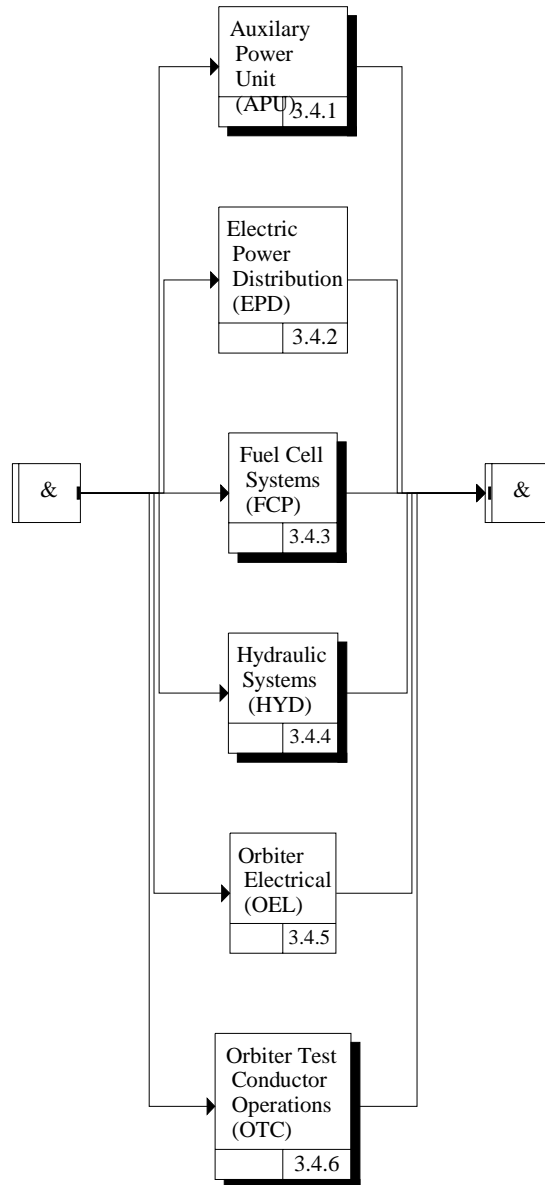 Auxilary
Power
Unit
(APU)
3.4.1
Electric
Power
Distribution
(EPD)
3.4.2
Fuel Cell
Systems
(FCP)
3.4.3
&
&
Hydraulic
Systems
(HYD)
3.4.4
Orbiter
Electrical
(OEL)
3.4.5
Orbiter Test
Conductor
Operations
(OTC)
3.4.6